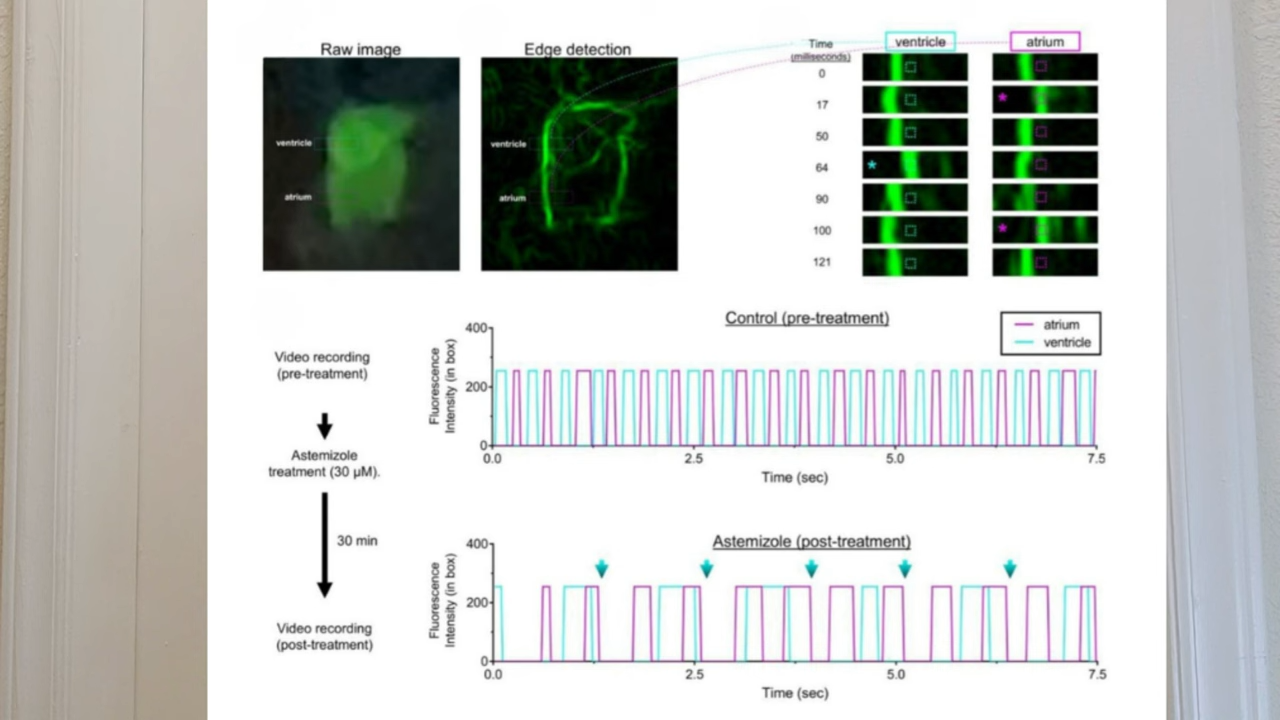 Raw image
Edge detection
Time
(milliseconds)
ventricle
atrium
0
17
*
50
64
*
90
100
*
121
ventricle
atrium
ventricle
atrium
Control (pre-treatment)
atrium
ventricle
Video recording
(pre-treatment)
Astemizole
treatment (30 µM).
30 min
Video recording
(post-treatment)
Fluorescence
Intensity (in box)
400
200
0
0.0
2.5
5.0
7.5
Time (sec)
Astemizole (post-treatment)
Fluorescence
Intensity (in box)
400
200
0
0.0
2.5
5.0
7.5
Time (sec)